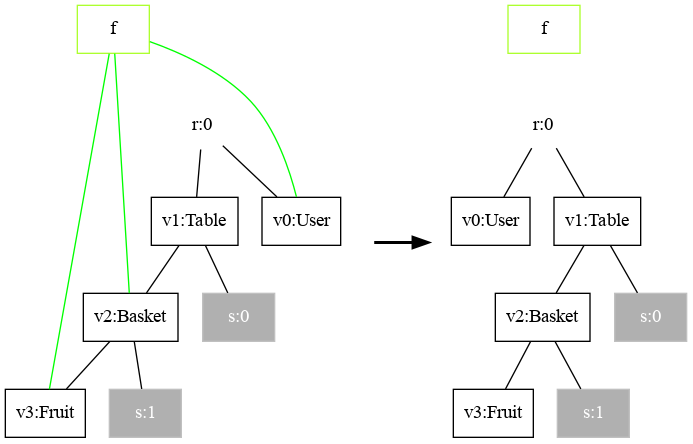 f
r:0
v1:Table
v0:User
v2:Basket
s:0
v3:Fruit
s:1
f
r:0
v0:User
v1:Table
v2:Basket
s:0
v3:Fruit
s:1